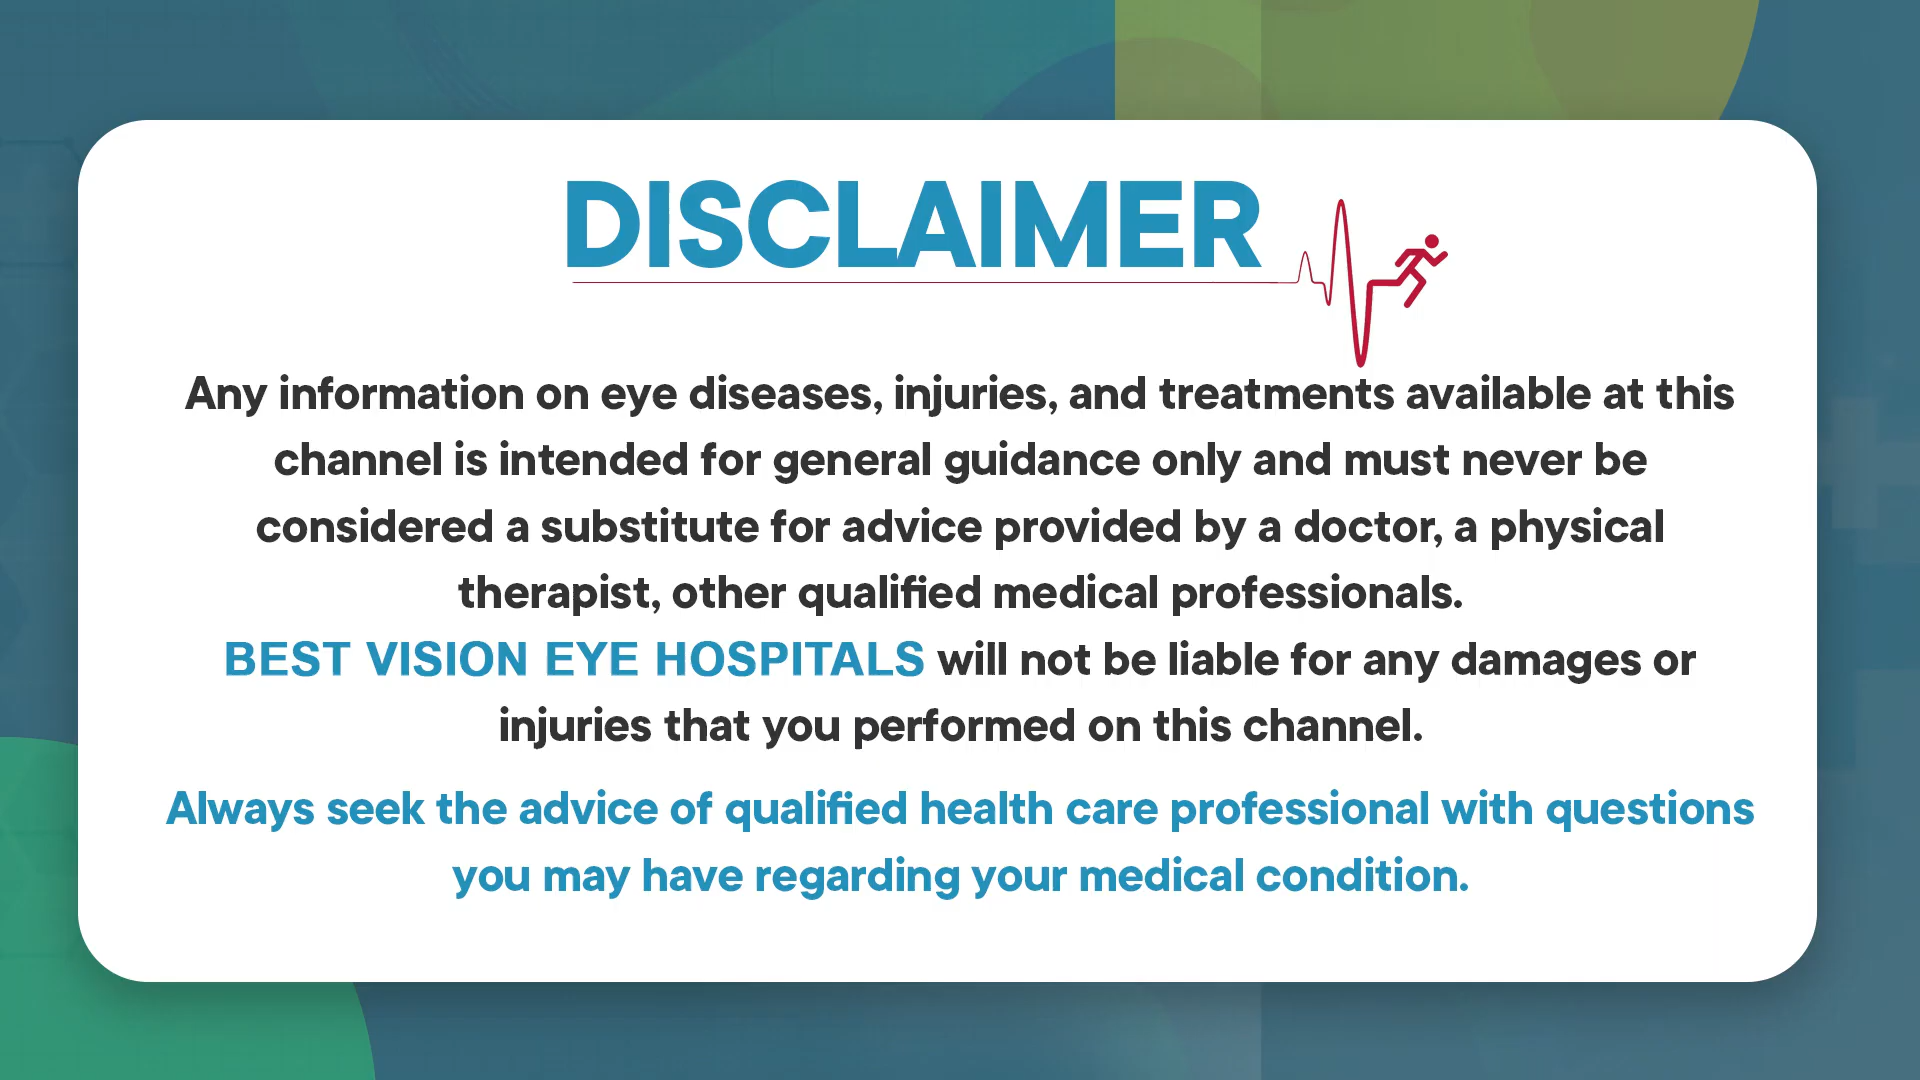 DISCLAIMER
Any information on eye diseases, injuries, and treatments available at this
channel is intended for general guidance only and must never be
considered a substitute for advice provided by a doctor, a physical
therapist, other qualified medical professionals.
BEST VISION EYE HOSPITALS will not be liable for any damages or
injuries that you performed on this channel.
Always seek the advice of qualified health care professional with questions
you may have regarding your medical condition.